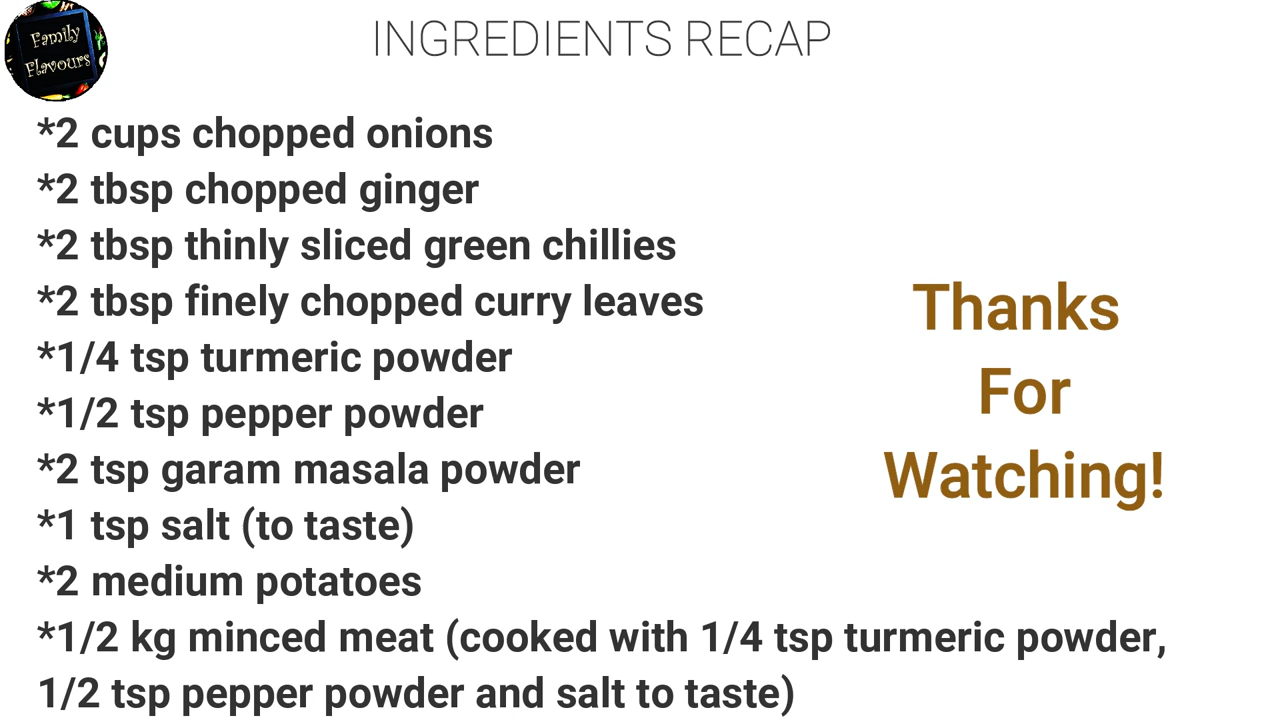 Family
Flavours
INGREDIENTS RECAP
*2 cups chopped onions
*2 tbsp chopped ginger
*2 tbsp thinly sliced green chillies
*2 tbsp finely chopped curry leaves
*1/4 tsp turmeric powder
*1/2 tsp pepper powder
*2 tsp garam masala powder
*1 tsp salt (to taste)
*2 medium potatoes
*1/2 kg minced meat (cooked with 1/4 tsp turmeric powder,
1/2 tsp pepper powder and salt to taste)
Thanks
For
Watching!